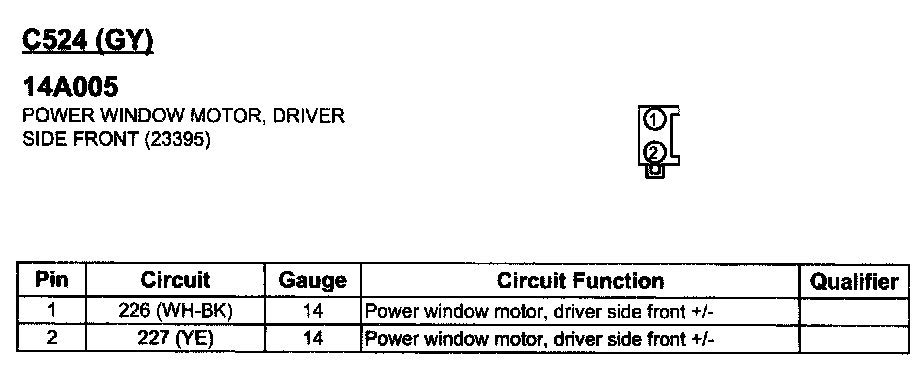 C524 (GY)
14A005
POWER WINDOW MOTOR, DRIVER
SIDE FRONT (23395)
1
2
Pin Circuit Gauge Circuit Function Qualifier
1 226 (WH-BK) 14 Power window motor, driver side front +/-
2 227 (YE) 14 Power window motor, driver side front +/-